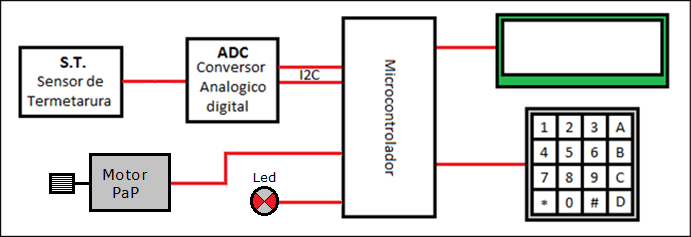 S.T.
Sensor de
Termetarura
ADC
Conversor
Analogico
digital
I2C
Microcontrolador
1 2 3 A
4 5 6 B
7 8 9 C
* 0 # D
Motor
PaP
Led